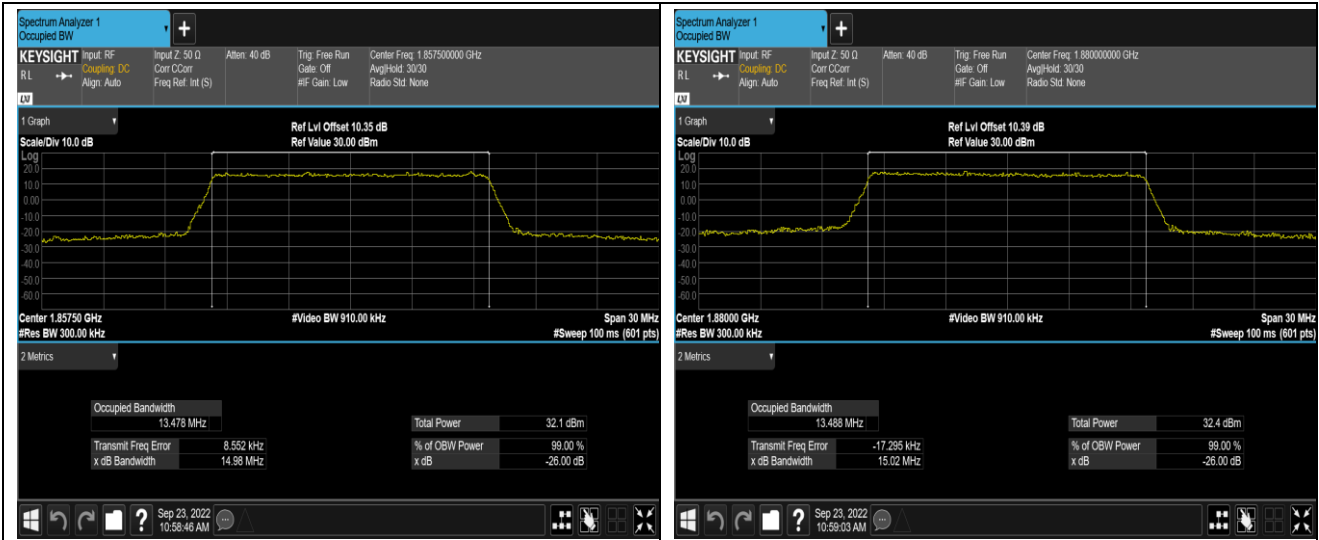 Spectrum Analyzer 1
Occupied BW
+
KEYSIGHT Input: RF Input Z: 50 Ω Atten: 40 dB Trig: Free Run Center Freq: 1.857500000 GHz
RL Coupling: DC Corr CCorr Gate: Off Avg|Hold: 30/30
Align: Auto Freq Ref: Int (S) #IF Gain: Low Radio Std: None
LXI
1 Graph
Ref Lvl Offset 10.35 dB
Scale/Div 10.0 dB Ref Value 30.00 dBm
Log
20.0
10.0
0.00
-10.0
-20.0
-30.0
-40.0
-50.0
-60.0
Center 1.85750 GHz #Video BW 910.00 kHz Span 30 MHz
#Res BW 300.00 kHz #Sweep 100 ms (601 pts)
2 Metrics
Occupied Bandwidth
13.478 MHz Total Power 32.1 dBm
Transmit Freq Error 8.552 kHz % of OBW Power 99.00 %
x dB Bandwidth 14.98 MHz x dB -26.00 dB
? Sep 23, 2022
10:58:46 AM
Spectrum Analyzer 1
Occupied BW
+
KEYSIGHT Input: RF Input Z: 50 Ω Atten: 40 dB Trig: Free Run Center Freq: 1.880000000 GHz
RL Coupling: DC Corr CCorr Gate: Off Avg|Hold: 30/30
Align: Auto Freq Ref: Int (S) #IF Gain: Low Radio Std: None
LXI
1 Graph
Ref Lvl Offset 10.39 dB
Scale/Div 10.0 dB Ref Value 30.00 dBm
Log
20.0
10.0
0.00
-10.0
-20.0
-30.0
-40.0
-50.0
-60.0
Center 1.88000 GHz #Video BW 910.00 kHz Span 30 MHz
#Res BW 300.00 kHz #Sweep 100 ms (601 pts)
2 Metrics
Occupied Bandwidth
13.488 MHz Total Power 32.4 dBm
Transmit Freq Error -17.295 kHz % of OBW Power 99.00 %
x dB Bandwidth 15.02 MHz x dB -26.00 dB
? Sep 23, 2022
10:59:03 AM